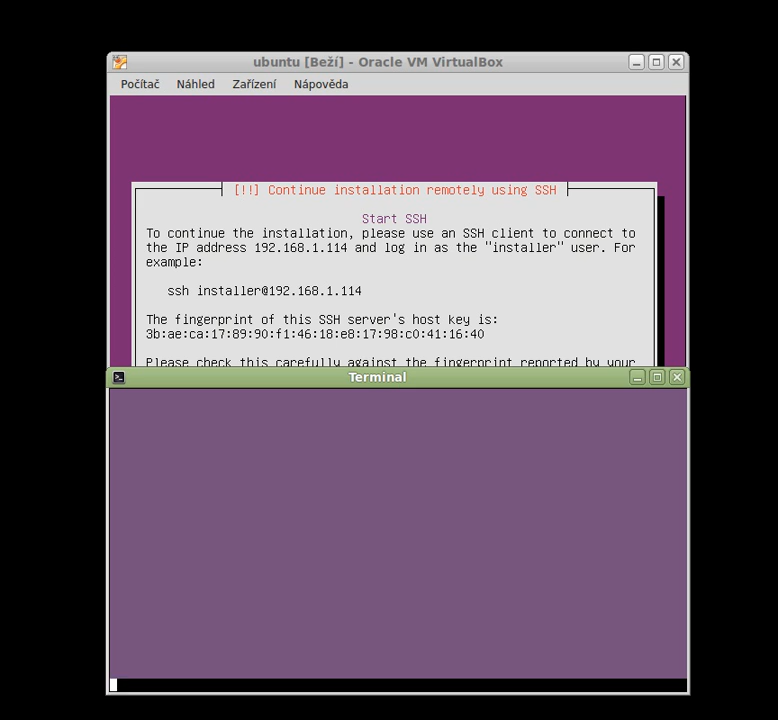 ubuntu [Beží] - Oracle VM VirtualBox
Počítač Náhled Zařízení Nápověda
[!!] Continue installation remotely using SSH
Start SSH
To continue the installation, please use an SSH client to connect to
the IP address 192.168.1.114 and log in as the "installer" user. For
example:
ssh installer@192.168.1.114
The fingerprint of this SSH server's host key is:
3b:ae:ca:17:89:90:f1:46:18:e8:17:98:c0:41:16:40
Please check this carefully against the fingerprint reported by your
Terminal